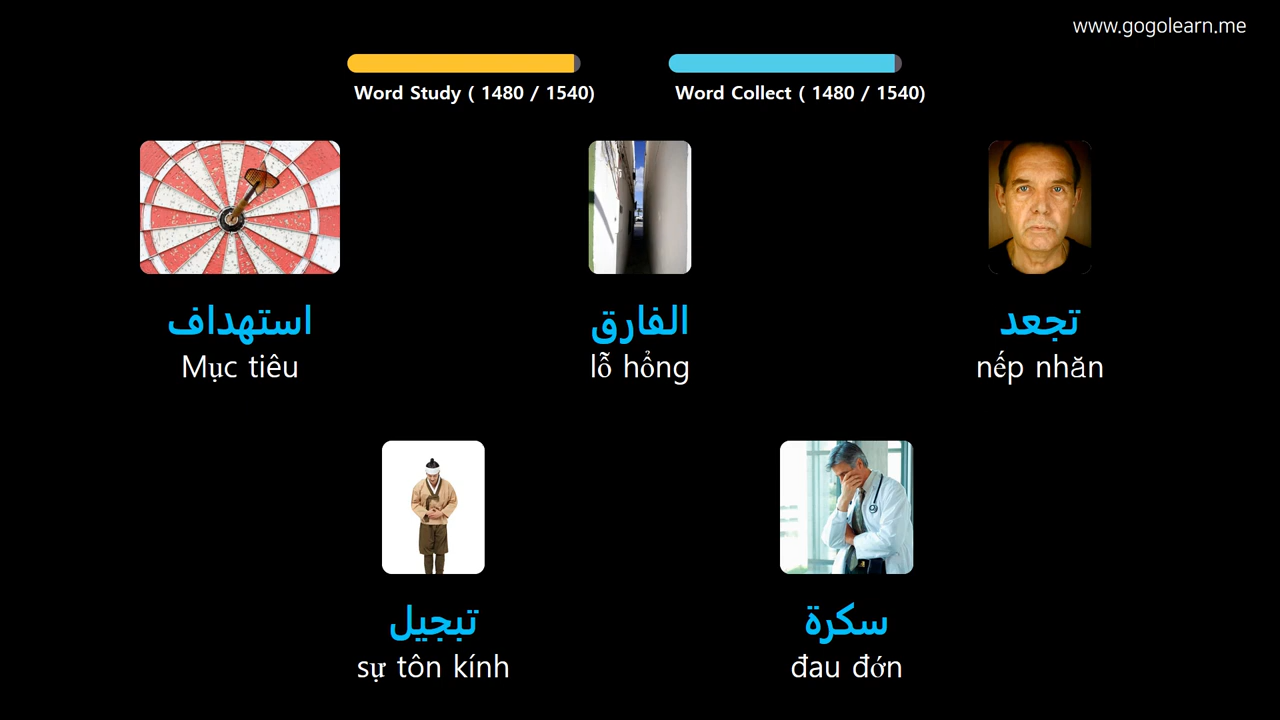 www.gogolearn.me
Word Study ( 1480 / 1540)
Word Collect ( 1480 / 1540)
استهداف
Mục tiêu
الفارق
lỗ hổng
تجعد
nếp nhăn
تبجيل
sự tôn kính
سكرة
đau đớn